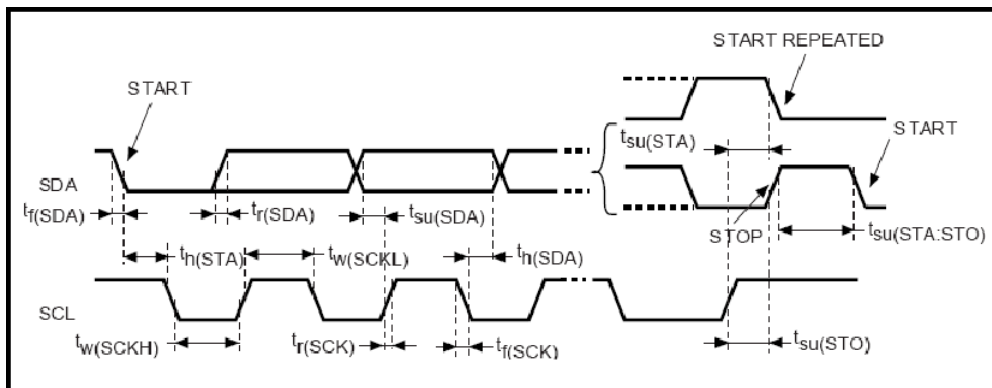 START REPEATED
START
START
t_su(STA)
SDA
t_f(SDA)
t_r(SDA)
t_su(SDA)
STOP
t_su(STA:STO)
t_h(STA)
t_w(SCKL)
t_h(SDA)
SCL
t_w(SCKH)
t_r(SCK)
t_f(SCK)
t_su(STO)